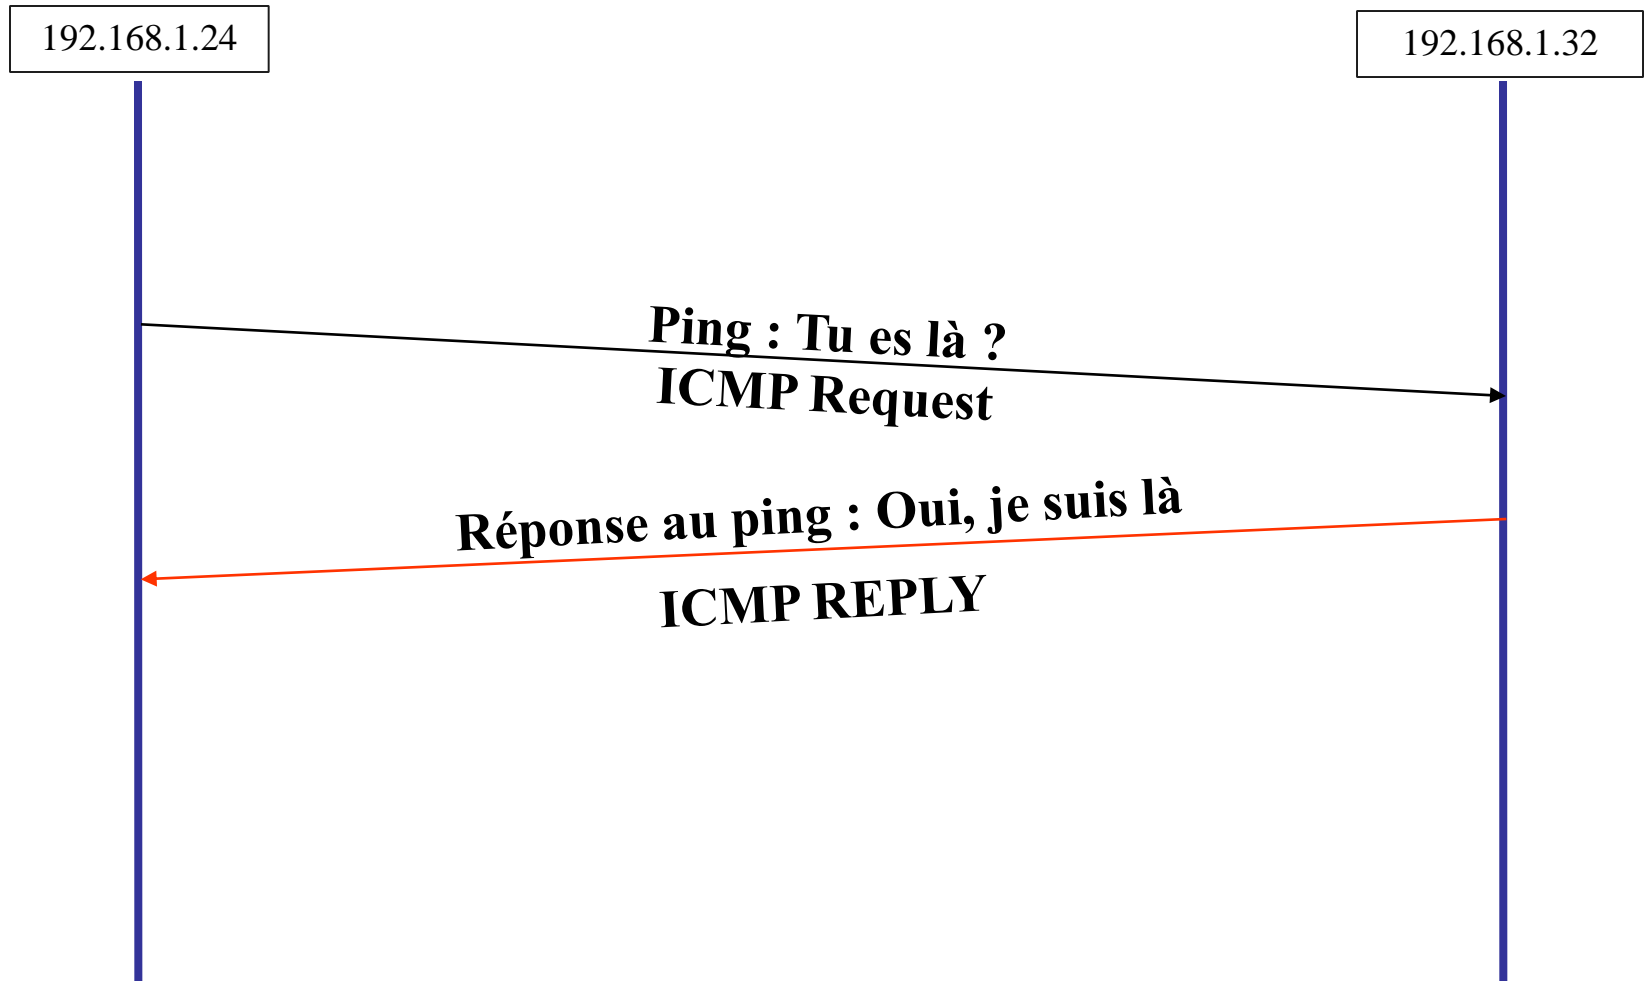 192.168.1.24
192.168.1.32
Ping : Tu es là ?
ICMP Request
Réponse au ping : Oui, je suis là
ICMP REPLY